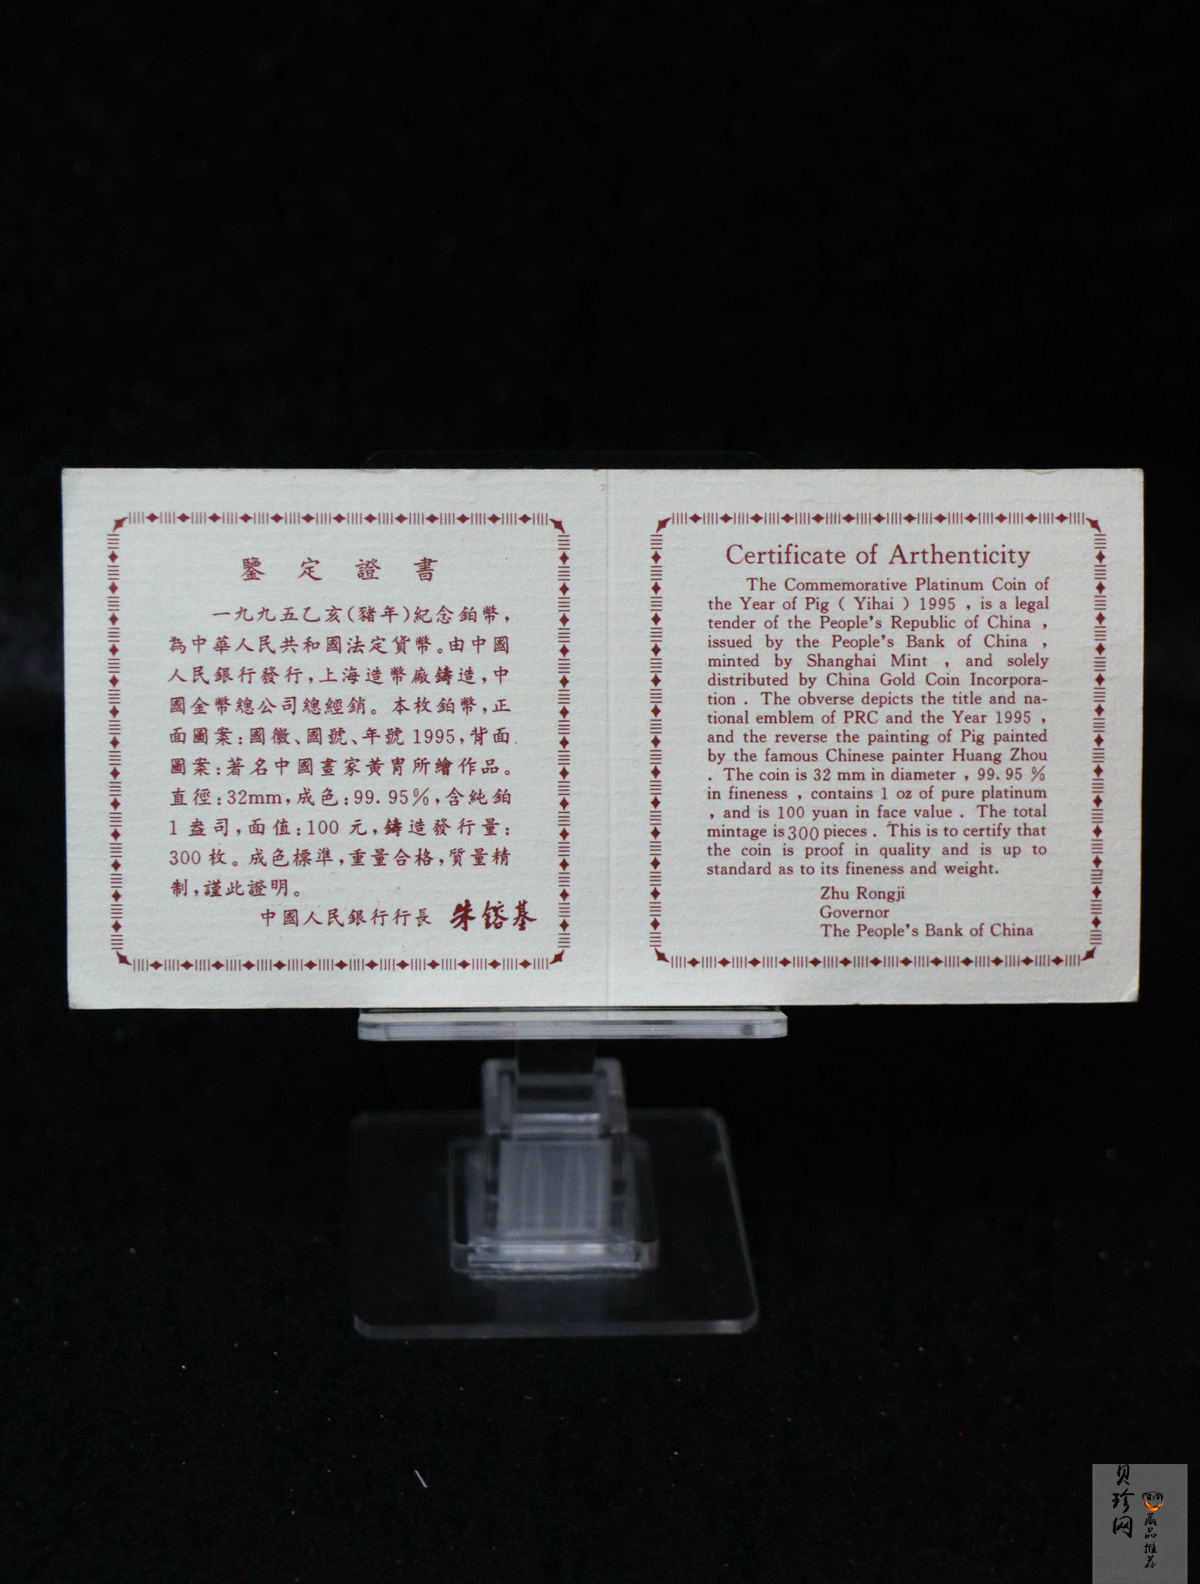 鑒定證書
一九九五乙亥(豬年)紀念鉑幣,
為中華人民共和國法定貨幣。由中國
人民銀行發行,上海造幣廠鑄造,中
國金幣總公司總經銷。本枚鉑幣,正
面圖案:國徽、國號、年號1995,背面
圖案:著名中國畫家黃胄所繪作品。
直徑:32mm,成色:99.95%,含純鉑
1盎司,面值:100元,鑄造發行量:
300枚。成色標準,重量合格,質量精
制,謹此證明。
中國人民銀行行長 朱鎔基
Certificate of Arthenticity
The Commemorative Platinum Coin of
the Year of Pig ( Yihai ) 1995 , is a legal
tender of the People's Republic of China ,
issued by the People's Bank of China ,
minted by Shanghai Mint , and solely
distributed by China Gold Coin Incorpora-
tion . The obverse depicts the title and na-
tional emblem of PRC and the Year 1995 ,
and the reverse the painting of Pig painted
by the famous Chinese painter Huang Zhou
. The coin is 32 mm in diameter , 99. 95 %
in fineness , contains 1 oz of pure platinum
, and is 100 yuan in face value . The total
mintage is 300 pieces . This is to certify that
the coin is proof in quality and is up to
standard as to its fineness and weight.
Zhu Rongji
Governor
The People's Bank of China
贝珍网
藏品推荐